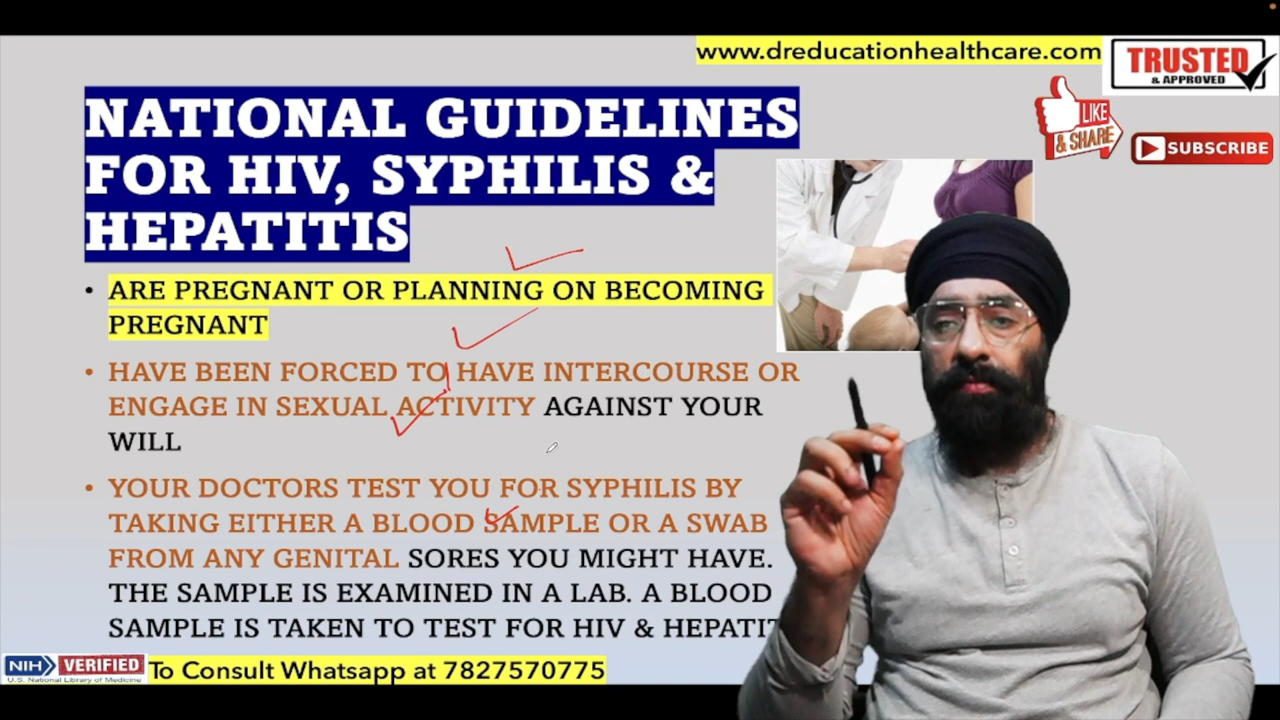 www.dreducationhealthcare.com
TRUSTED
& APPROVED
LIKE
& SHARE
SUBSCRIBE
NATIONAL GUIDELINES
FOR HIV, SYPHILIS &
HEPATITIS
• ARE PREGNANT OR PLANNING ON BECOMING
PREGNANT
• HAVE BEEN FORCED TO HAVE INTERCOURSE OR
ENGAGE IN SEXUAL ACTIVITY AGAINST YOUR
WILL
• YOUR DOCTORS TEST YOU FOR SYPHILIS BY
TAKING EITHER A BLOOD SAMPLE OR A SWAB
FROM ANY GENITAL SORES YOU MIGHT HAVE.
THE SAMPLE IS EXAMINED IN A LAB. A BLOOD
SAMPLE IS TAKEN TO TEST FOR HIV & HEPATIT
NIH VERIFIED
U.S. National Library of Medicine
To Consult Whatsapp at 7827570775